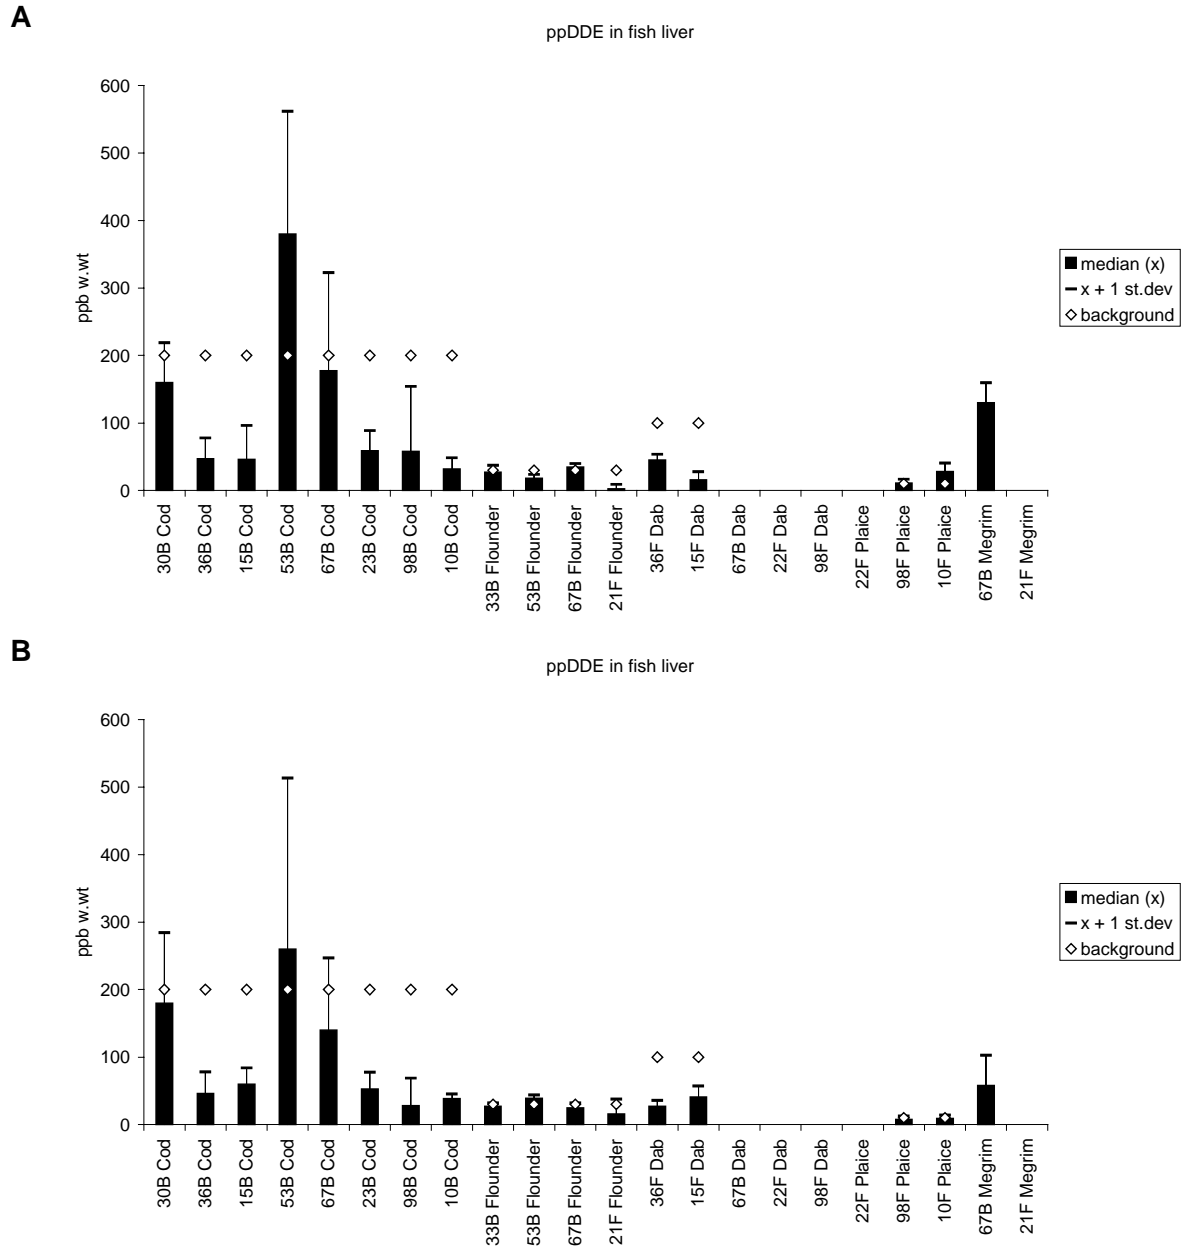 A
ppDDE in fish liver
600
500
400
300
200
100
0
ppb w.wt
30B Cod
36B Cod
15B Cod
53B Cod
67B Cod
23B Cod
98B Cod
10B Cod
33B Flounder
53B Flounder
67B Flounder
21F Flounder
36F Dab
15F Dab
67B Dab
22F Dab
98F Dab
22F Plaice
98F Plaice
10F Plaice
67B Megrim
21F Megrim
median (x)
x + 1 st.dev
background
B
ppDDE in fish liver
600
500
400
300
200
100
0
ppb w.wt
30B Cod
36B Cod
15B Cod
53B Cod
67B Cod
23B Cod
98B Cod
10B Cod
33B Flounder
53B Flounder
67B Flounder
21F Flounder
36F Dab
15F Dab
67B Dab
22F Dab
98F Dab
22F Plaice
98F Plaice
10F Plaice
67B Megrim
21F Megrim
median (x)
x + 1 st.dev
background